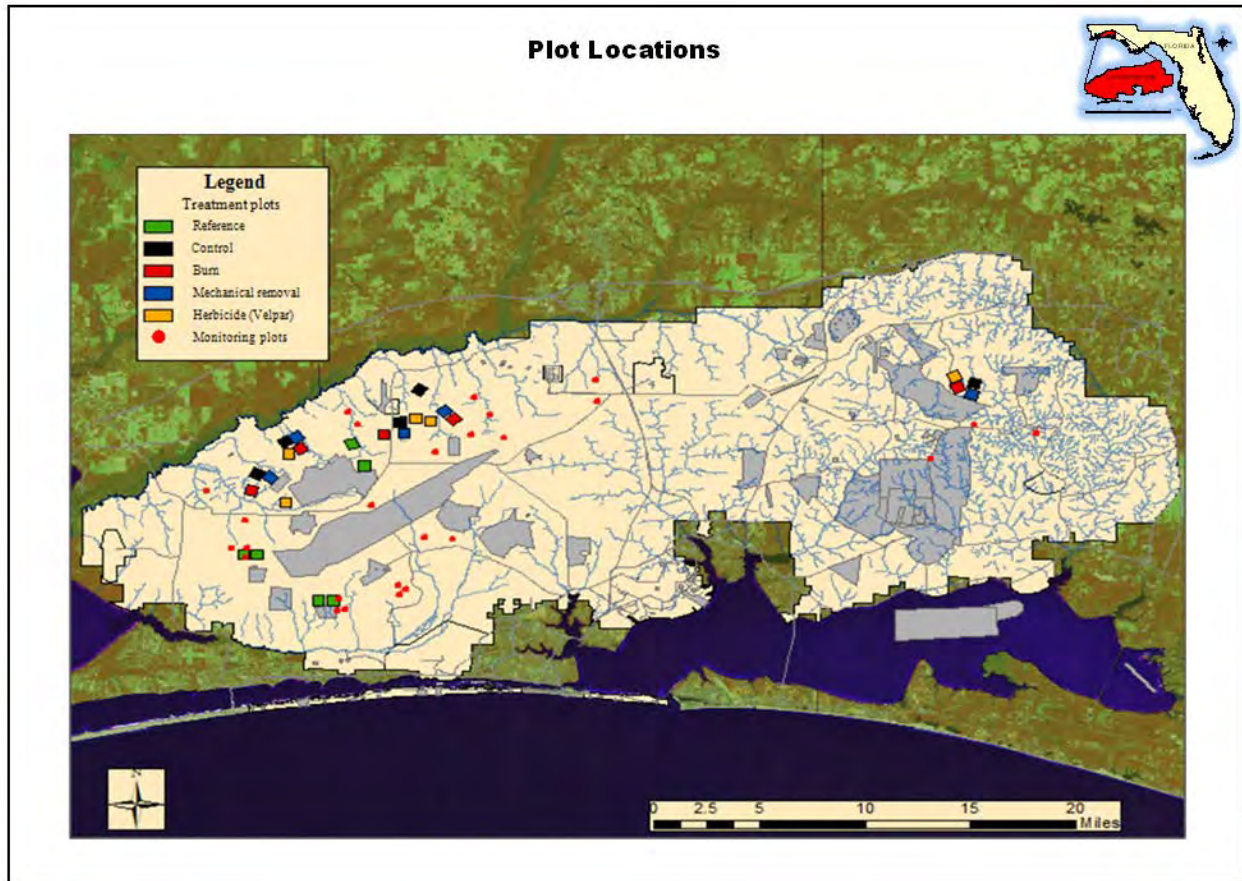 Plot Locations
FLORIDA
Legend
Treatment plots
Reference
Control
Burn
Mechanical removal
Herbicide (Velpar)
Monitoring plots
N
0 2.5 5 10 15 20
Miles